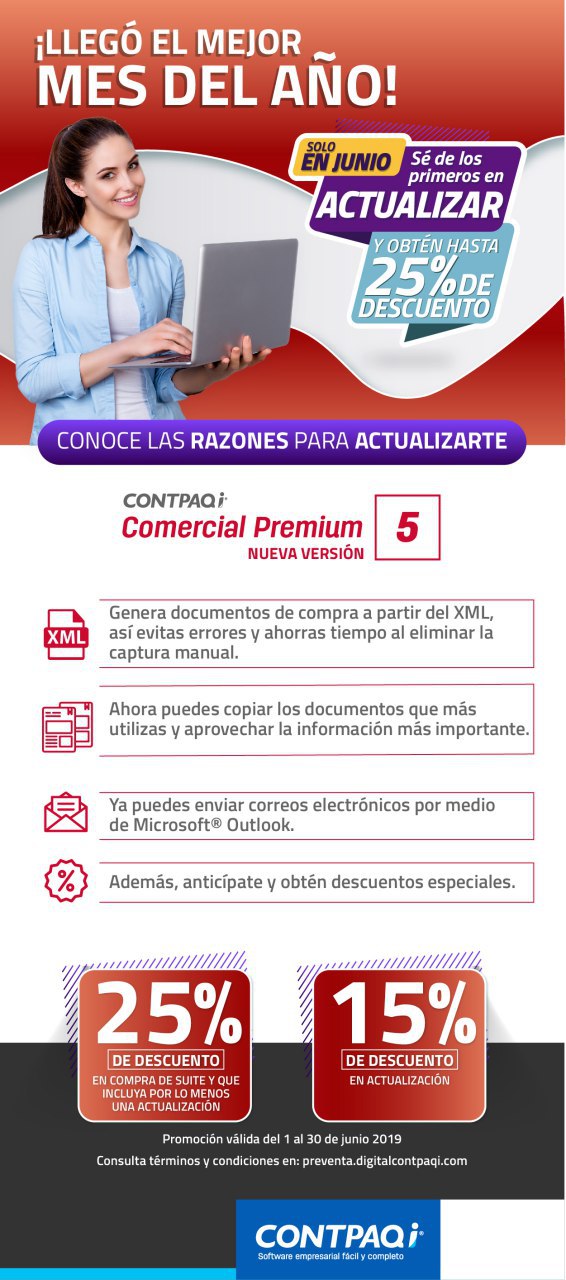 ¡LLEGÓ EL MEJOR
MES DEL AÑO!
SOLO
EN JUNIO
Sé de los
primeros en
ACTUALIZAR
Y OBTÉN HASTA
25% DE
DESCUENTO
CONOCE LAS RAZONES PARA ACTUALIZARTE
CONTPAQi®
Comercial Premium
NUEVA VERSIÓN
5
XML
Genera documentos de compra a partir del XML,
así evitas errores y ahorras tiempo al eliminar la
captura manual.
Ahora puedes copiar los documentos que más
utilizas y aprovechar la información más importante.
Ya puedes enviar correos electrónicos por medio
de Microsoft® Outlook.
%
Además, anticípate y obtén descuentos especiales.
25%
DE DESCUENTO
EN COMPRA DE SUITE Y QUE
INCLUYA POR LO MENOS
UNA ACTUALIZACIÓN
15%
DE DESCUENTO
EN ACTUALIZACIÓN
Promoción válida del 1 al 30 de junio 2019
Consulta términos y condiciones en: preventa.digitalcontpaqi.com
CONTPAQi®
Software empresarial fácil y completo